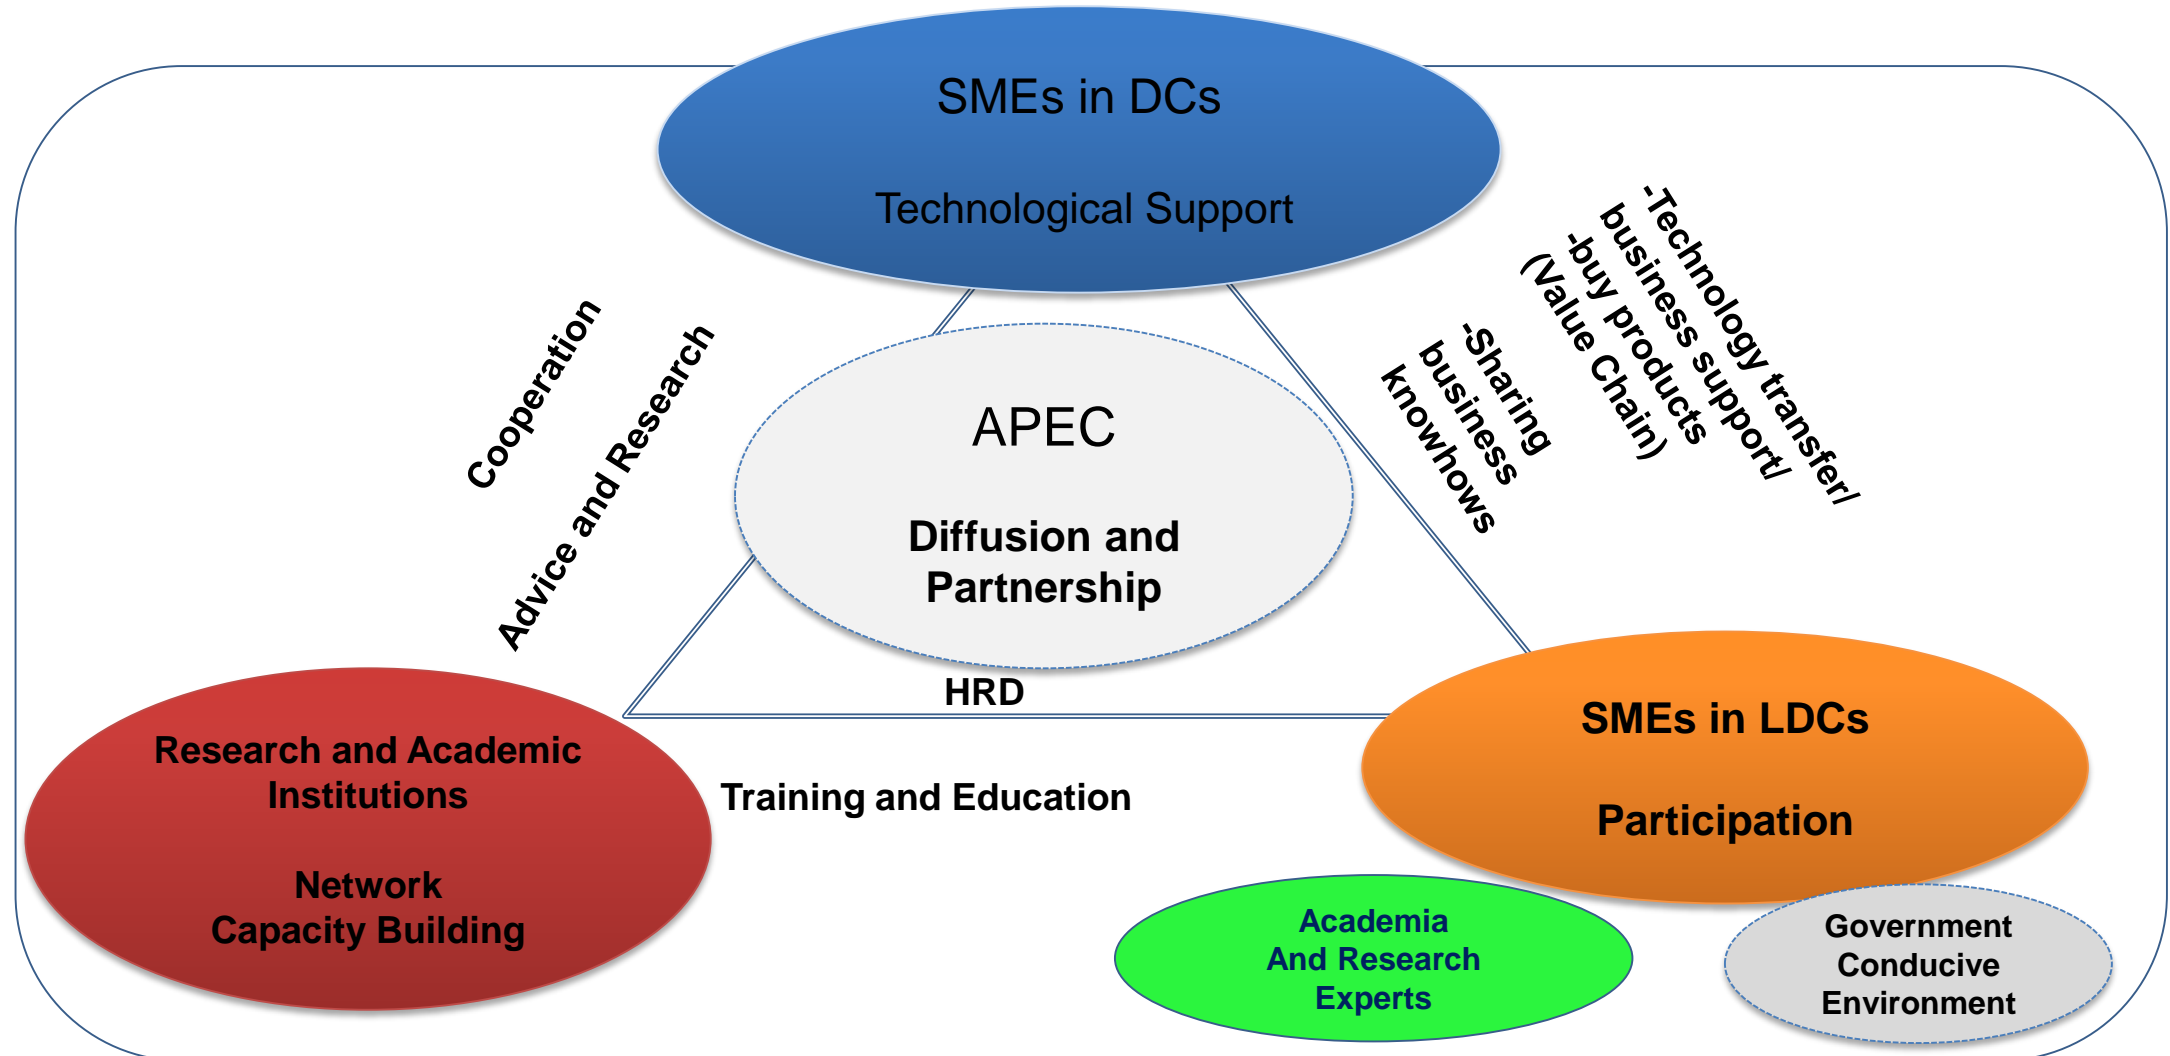 SMEs in DCs
Technological Support
Cooperation
Advice and Research
-Technology transfer/
business support/
-buy products
(Value Chain)
-Sharing
business
knowhows
APEC
Diffusion and
Partnership
HRD
Research and Academic
Institutions
Network
Capacity Building
Training and Education
SMEs in LDCs
Participation
Academia
And Research
Experts
Government
Conducive
Environment